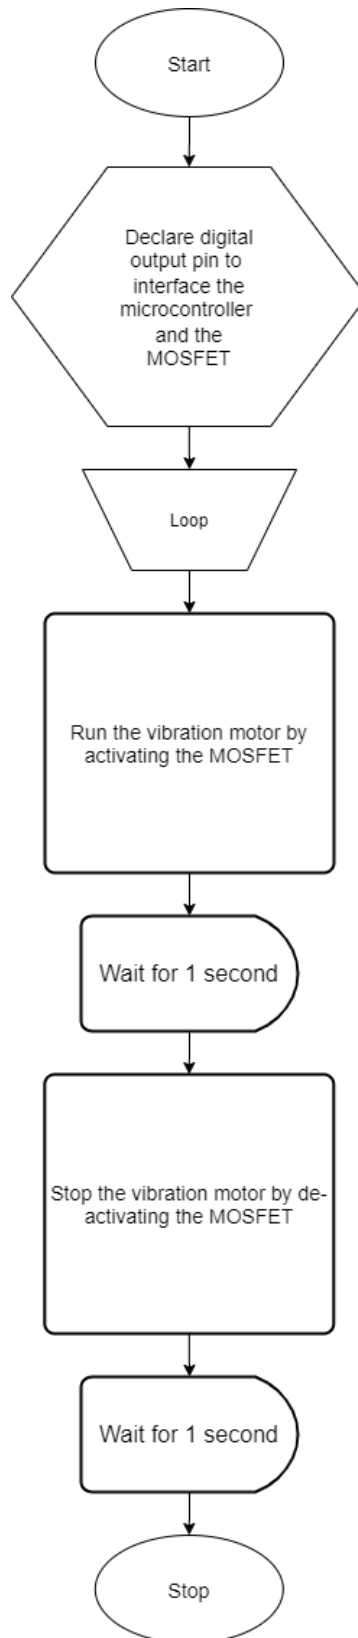 Start
Declare digital
output pin to
interface the
microcontroller
and the
MOSFET
Loop
Run the vibration motor by
activating the MOSFET
Wait for 1 second
Stop the vibration motor by de-
activating the MOSFET
Wait for 1 second
Stop